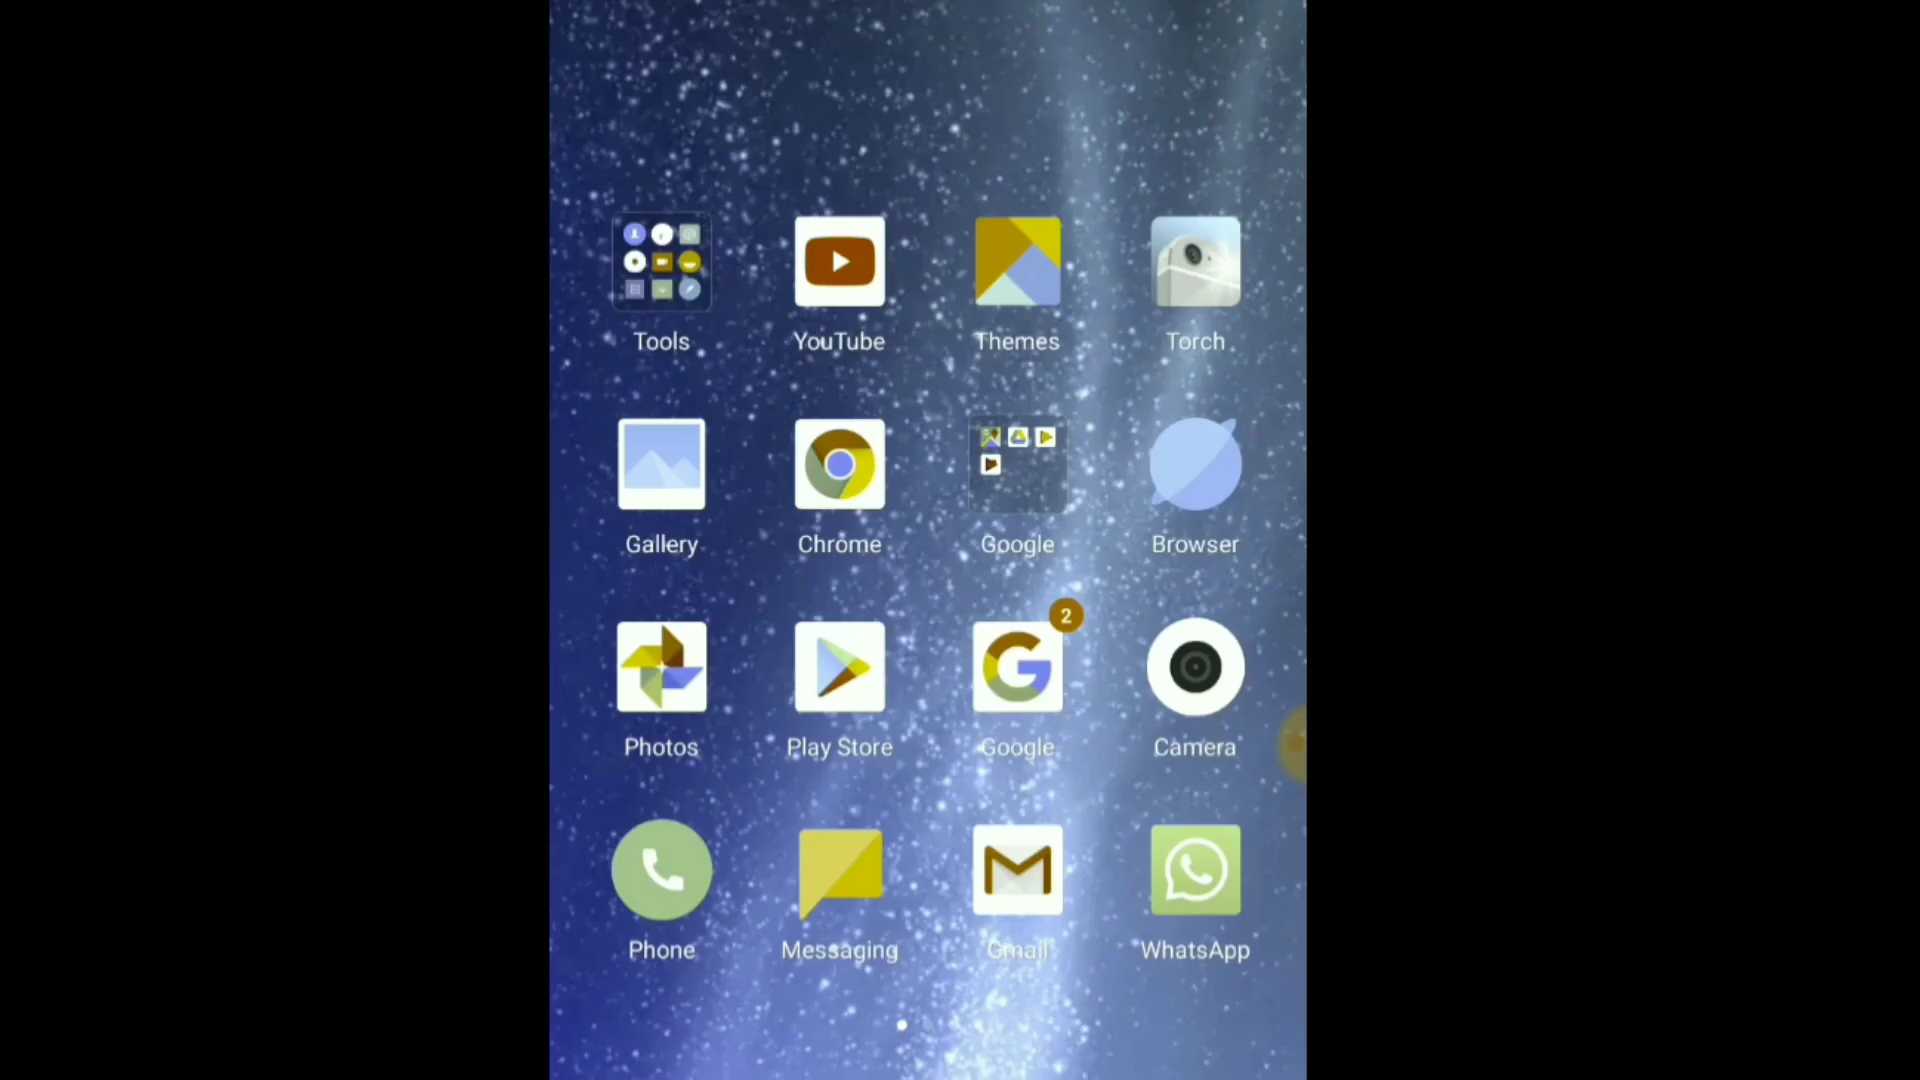 Tools YouTube Themes Torch
Gallery Chrome Google Browser
2
Photos Play Store Google Camera
Phone Messaging Gmail WhatsApp